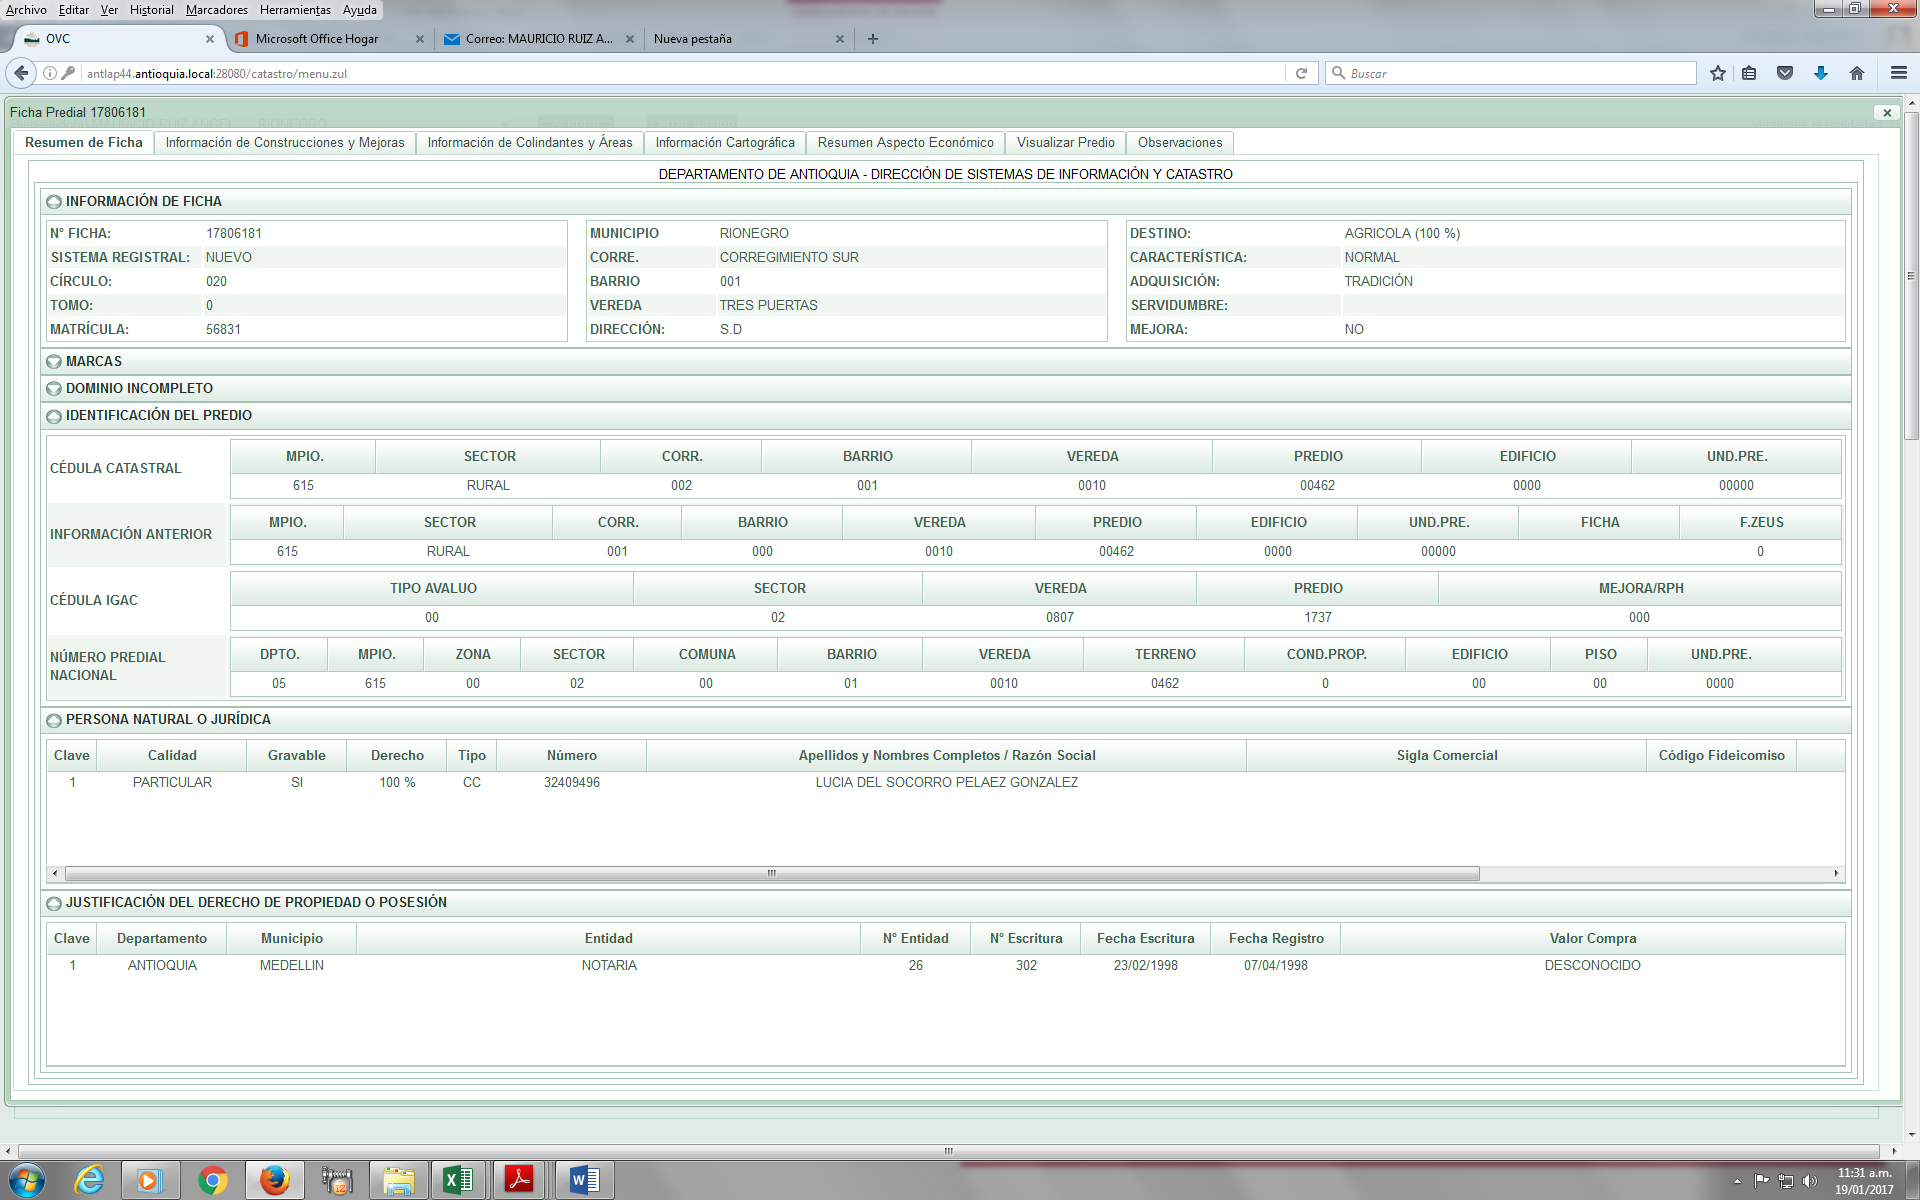 Archivo Editar Ver Historial Marcadores Herramientas Ayuda
OVC Microsoft Office Hogar Correo: MAURICIO RUIZ A... Nueva pestaña
antlap44.antioquia.local:28080/catastro/menu.zul Buscar
Ficha Predial 17806181
Resumen de Ficha Información de Construcciones y Mejoras Información de Colindantes y Áreas Información Cartográfica Resumen Aspecto Económico Visualizar Predio Observaciones
DEPARTAMENTO DE ANTIOQUIA - DIRECCIÓN DE SISTEMAS DE INFORMACIÓN Y CATASTRO
INFORMACIÓN DE FICHA
N° FICHA: 17806181 MUNICIPIO RIONEGRO DESTINO: AGRICOLA (100 %)
SISTEMA REGISTRAL: NUEVO CORRE. CORREGIMIENTO SUR CARACTERÍSTICA: NORMAL
CÍRCULO: 020 BARRIO 001 ADQUISICIÓN: TRADICIÓN
TOMO: 0 VEREDA TRES PUERTAS SERVIDUMBRE:
MATRÍCULA: 56831 DIRECCIÓN: S.D MEJORA: NO
MARCAS
DOMINIO INCOMPLETO
IDENTIFICACIÓN DEL PREDIO
CÉDULA CATASTRAL
MPIO. SECTOR CORR. BARRIO VEREDA PREDIO EDIFICIO UND.PRE.
615 RURAL 002 001 0010 00462 0000 00000
INFORMACIÓN ANTERIOR
MPIO. SECTOR CORR. BARRIO VEREDA PREDIO EDIFICIO UND.PRE. FICHA F.ZEUS
615 RURAL 001 000 0010 00462 0000 00000 0
CÉDULA IGAC
TIPO AVALUO SECTOR VEREDA PREDIO MEJORA/RPH
00 02 0807 1737 000
NÚMERO PREDIAL
NACIONAL
DPTO. MPIO. ZONA SECTOR COMUNA BARRIO VEREDA TERRENO COND.PROP. EDIFICIO PISO UND.PRE.
05 615 00 02 00 01 0010 0462 0 00 00 0000
PERSONA NATURAL O JURÍDICA
Clave Calidad Gravable Derecho Tipo Número Apellidos y Nombres Completos / Razón Social Sigla Comercial Código Fideicomiso
1 PARTICULAR SI 100 % CC 32409496 LUCIA DEL SOCORRO PELAEZ GONZALEZ
JUSTIFICACIÓN DEL DERECHO DE PROPIEDAD O POSESIÓN
Clave Departamento Municipio Entidad N° Entidad N° Escritura Fecha Escritura Fecha Registro Valor Compra
1 ANTIOQUIA MEDELLIN NOTARIA 26 302 23/02/1998 07/04/1998 DESCONOCIDO
11:31 a.m.
19/01/2017